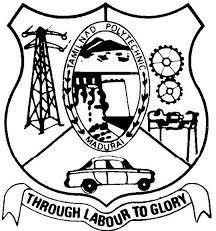 TAMILNAD POLYTECHNIC
MADURAI
THROUGH LABOUR TO GLORY